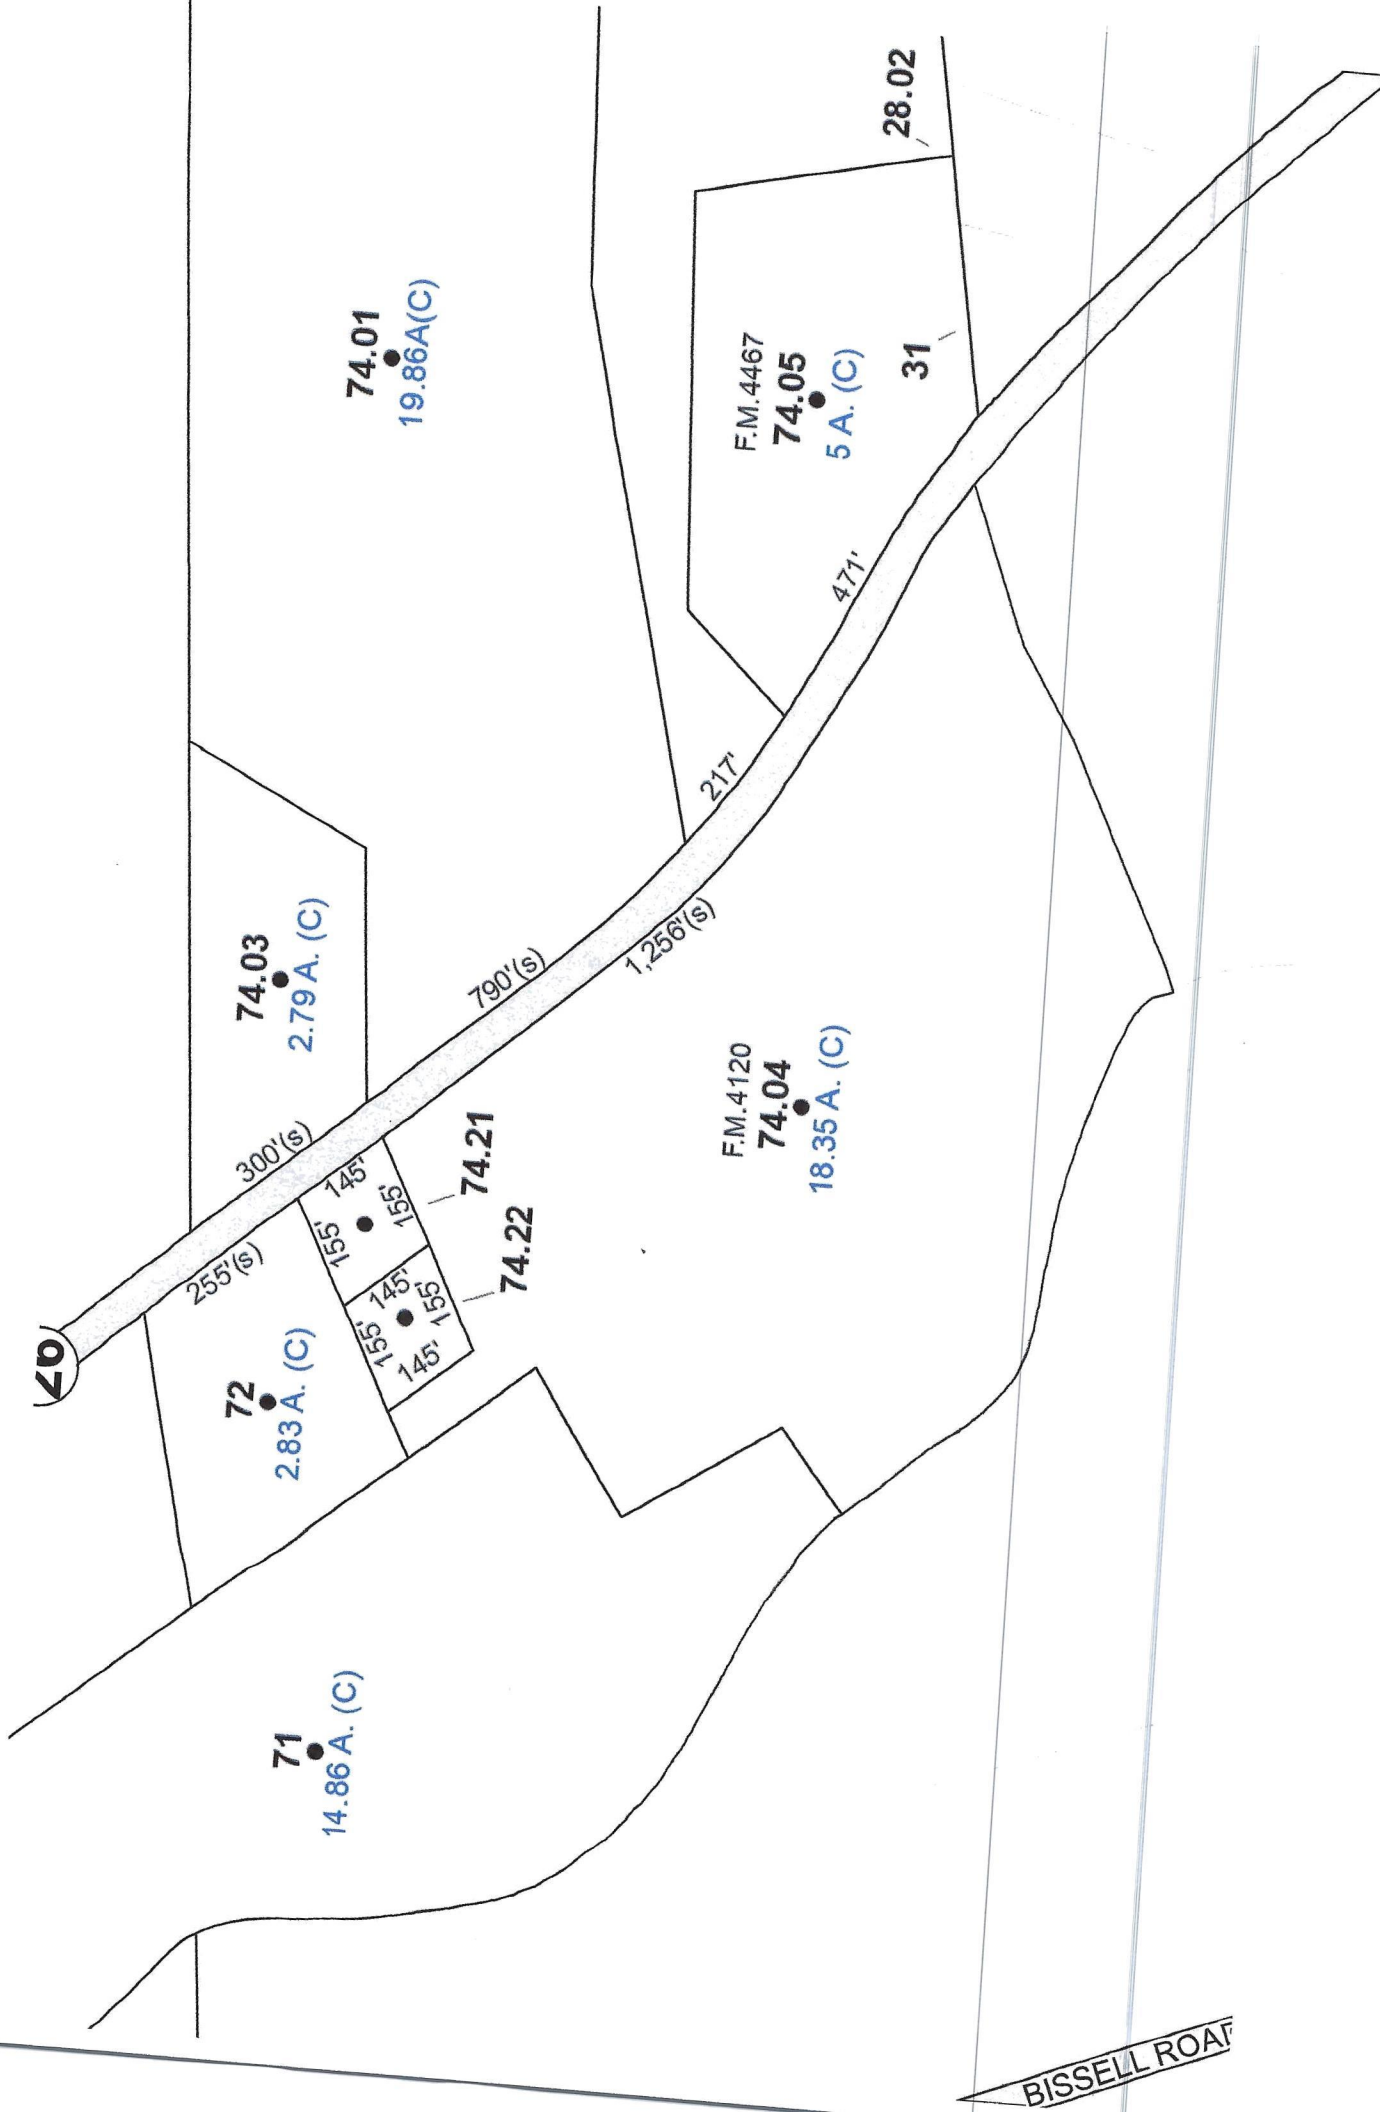 28.02
74.01
19.86A(C)
F.M.4467
74.05
5 A. (C)
31
471'
217'
74.03
2.79 A. (C)
790'(s)
1,256'(s)
300'(s)
255'(s)
145'
155'
155'
74.21
145'
155'
155'
145'
74.22
F.M.4120
74.04
18.35 A. (C)
72
2.83 A. (C)
71
14.86 A. (C)
BISSELL ROAD